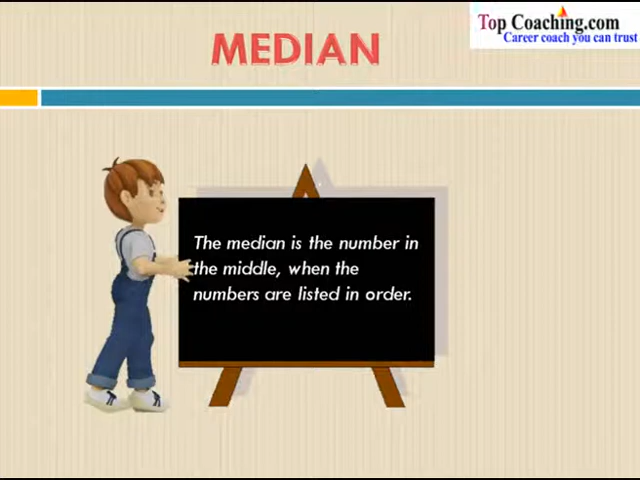 MEDIAN
Top Coaching.com
Career coach you can trust
The median is the number in
the middle, when the
numbers are listed in order.